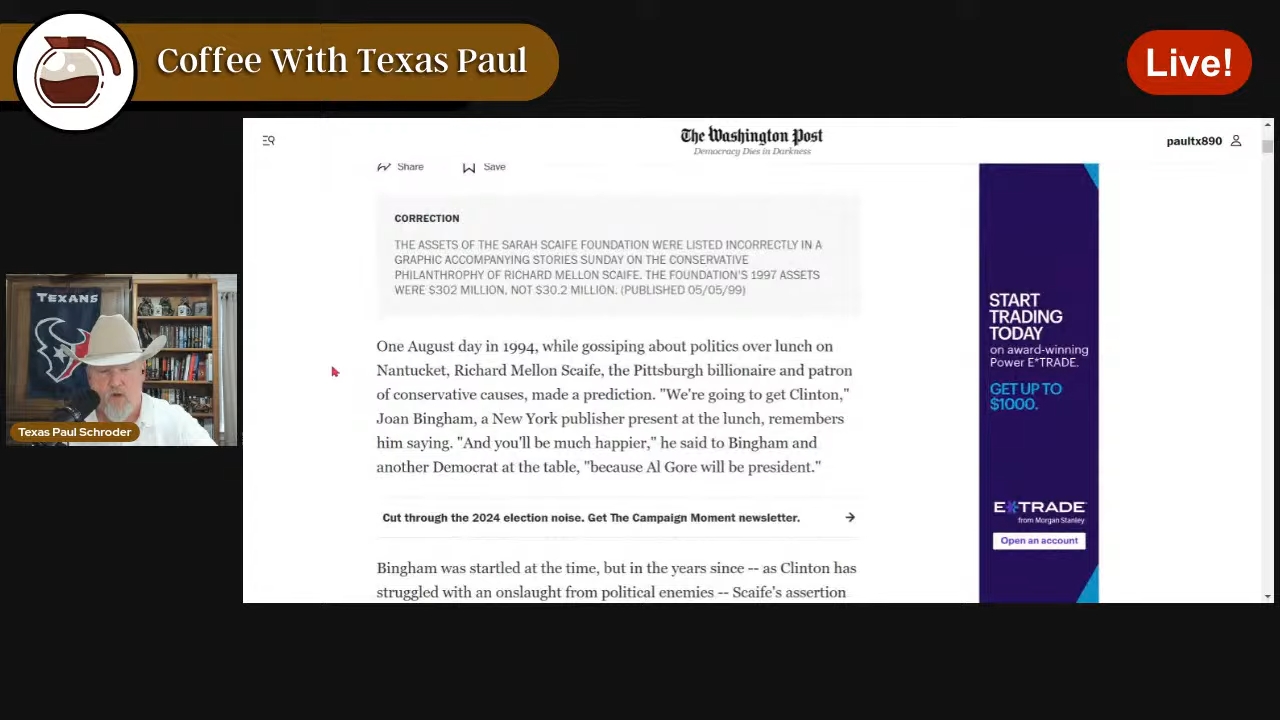 Coffee With Texas Paul
Live!
The Washington Post
Democracy Dies in Darkness
paultx890
Share
Save
CORRECTION
THE ASSETS OF THE SARAH SCAIFE FOUNDATION WERE LISTED INCORRECTLY IN A
GRAPHIC ACCOMPANYING STORIES SUNDAY ON THE CONSERVATIVE
PHILANTHROPHY OF RICHARD MELLON SCAIFE. THE FOUNDATION'S 1997 ASSETS
WERE $302 MILLION, NOT $30.2 MILLION. (PUBLISHED 05/05/99)
One August day in 1994, while gossiping about politics over lunch on
Nantucket, Richard Mellon Scaife, the Pittsburgh billionaire and patron
of conservative causes, made a prediction. "We're going to get Clinton,"
Joan Bingham, a New York publisher present at the lunch, remembers
him saying. "And you'll be much happier," he said to Bingham and
another Democrat at the table, "because Al Gore will be president."
Cut through the 2024 election noise. Get The Campaign Moment newsletter.
Bingham was startled at the time, but in the years since -- as Clinton has
struggled with an onslaught from political enemies -- Scaife's assertion
START
TRADING
TODAY
on award-winning
Power E*TRADE.
GET UP TO
$1000.
E*TRADE
from Morgan Stanley
Open an account
TEXANS
Texas Paul Schroder